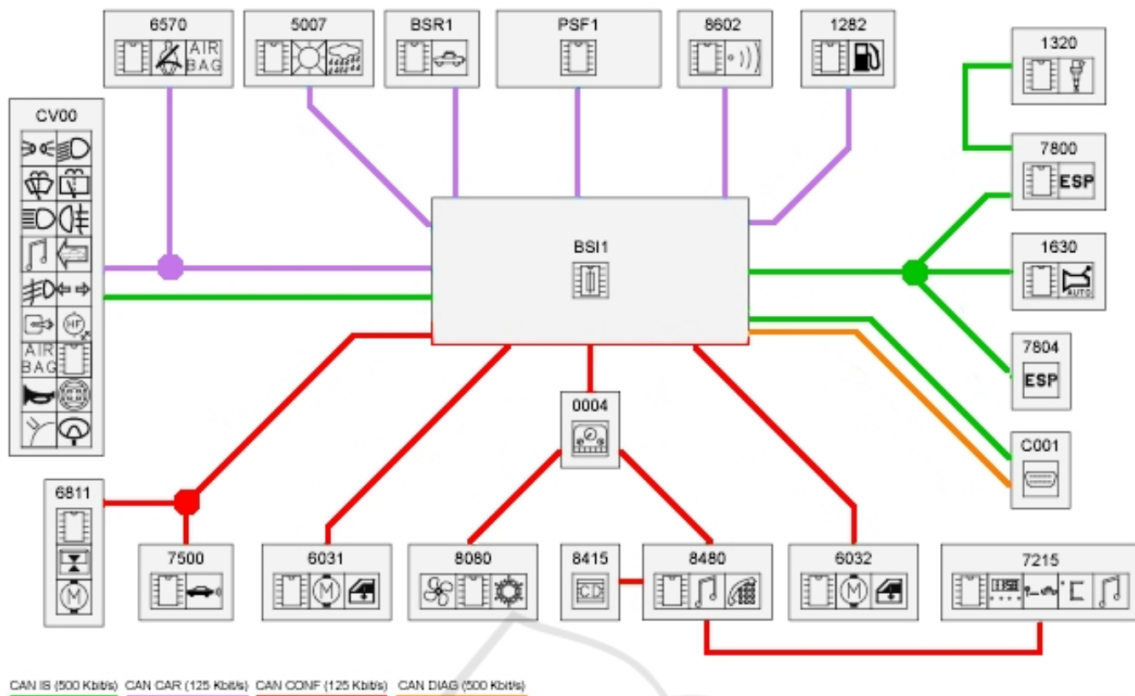 6570
5007
BSR1
PSF1
8602
1282
AIR
BAG
1320
CV00
7800
ESP
BSI1
1630
AUTO
HF
AIR
BAG
7804
ESP
0004
C001
6811
7500
6031
8080
8415
8480
6032
7215
M
CD
M
M
°C
CAN IS (500 Kbit/s) CAN CAR (125 Kbit/s) CAN CONF (125 Kbit/s) CAN DIAG (500 Kbit/s)